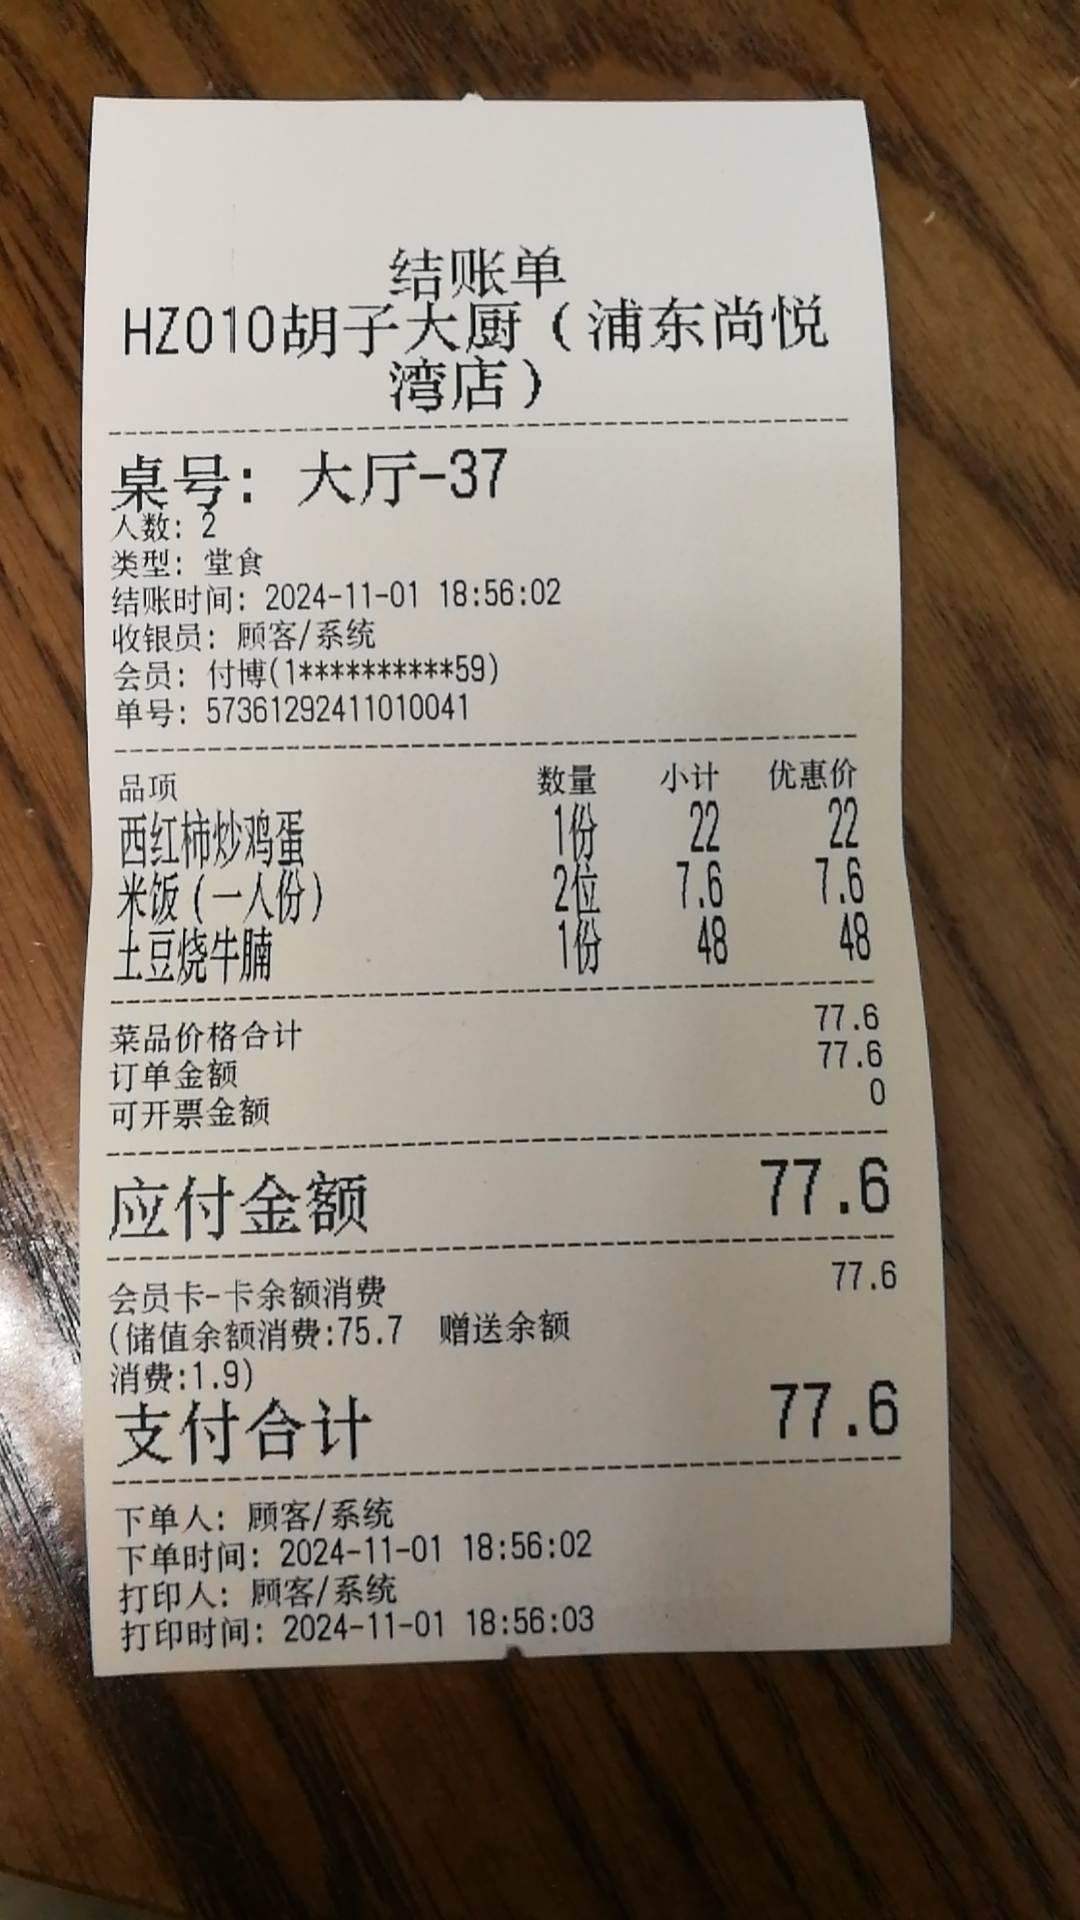 结账单
HZ010胡子大厨（浦东尚悦
湾店）
桌号: 大厅-37
人数: 2
类型: 堂食
结账时间: 2024-11-01 18:56:02
收银员: 顾客/系统
会员: 付博(1**********59)
单号: 57361292411010041
品项 数量 小计 优惠价
西红柿炒鸡蛋 1份 22 22
米饭（一人份） 2位 7.6 7.6
土豆烧牛腩 1份 48 48
菜品价格合计 77.6
订单金额 77.6
可开票金额 0
应付金额 77.6
会员卡-卡余额消费 77.6
(储值余额消费:75.7 赠送余额
消费:1.9)
支付合计 77.6
下单人: 顾客/系统
下单时间: 2024-11-01 18:56:02
打印人: 顾客/系统
打印时间: 2024-11-01 18:56:03